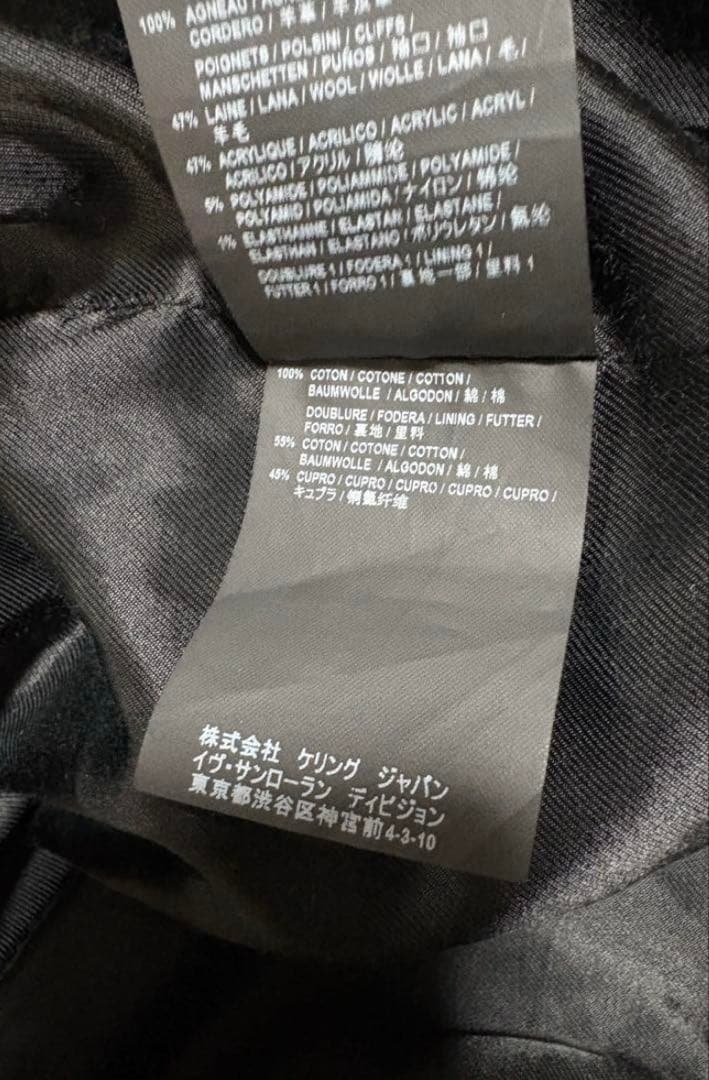 100% AGNEAU /
CORDERO /
POIGNETS / POLSINI / CUFFS /
MANSCHETTEN / PUÑOS / 袖口 / 袖口
47% LAINE / LANA / WOOL / WOLLE / LANA / 毛 /
羊毛
47% ACRYLIQUE / ACRILICO / ACRYLIC / ACRYL /
ACRILICO / アクリル / 腈纶
5% POLYAMIDE / POLIAMMIDE / POLYAMIDE /
POLYAMID / POLIAMIDA / ナイロン / 锦纶
1% ELASTHANNE / ELASTAN / ELASTANE /
ELASTHAN / ELASTANO / ポリウレタン / 氨纶
DOUBLURE 1 / FODERA 1 / LINING 1 /
FUTTER 1 / FORRO 1 / 裏地一部 / 里料 1
100% COTON / COTONE / COTTON /
BAUMWOLLE / ALGODON / 綿 / 棉
DOUBLURE / FODERA / LINING / FUTTER /
FORRO / 裏地 / 里料
55% COTON / COTONE / COTTON /
BAUMWOLLE / ALGODON / 綿 / 棉
45% CUPRO / CUPRO / CUPRO / CUPRO / CUPRO /
キュプラ / 铜氨纤维
株式会社 ケリング ジャパン
イヴ・サンローラン ディビジョン
東京都渋谷区神宮前4-3-10